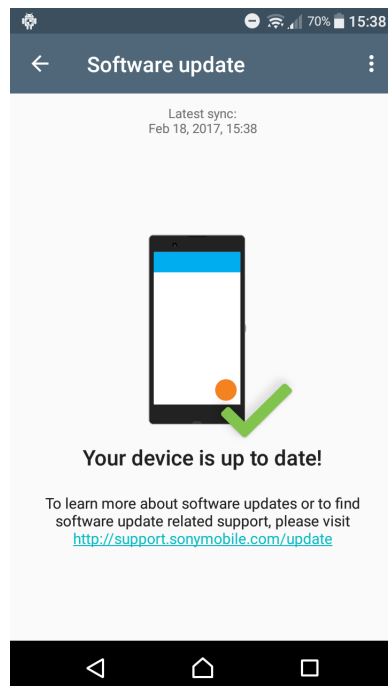 70% 15:38
Software update
Latest sync:
Feb 18, 2017, 15:38
Your device is up to date!
To learn more about software updates or to find
software update related support, please visit
http://support.sonymobile.com/update